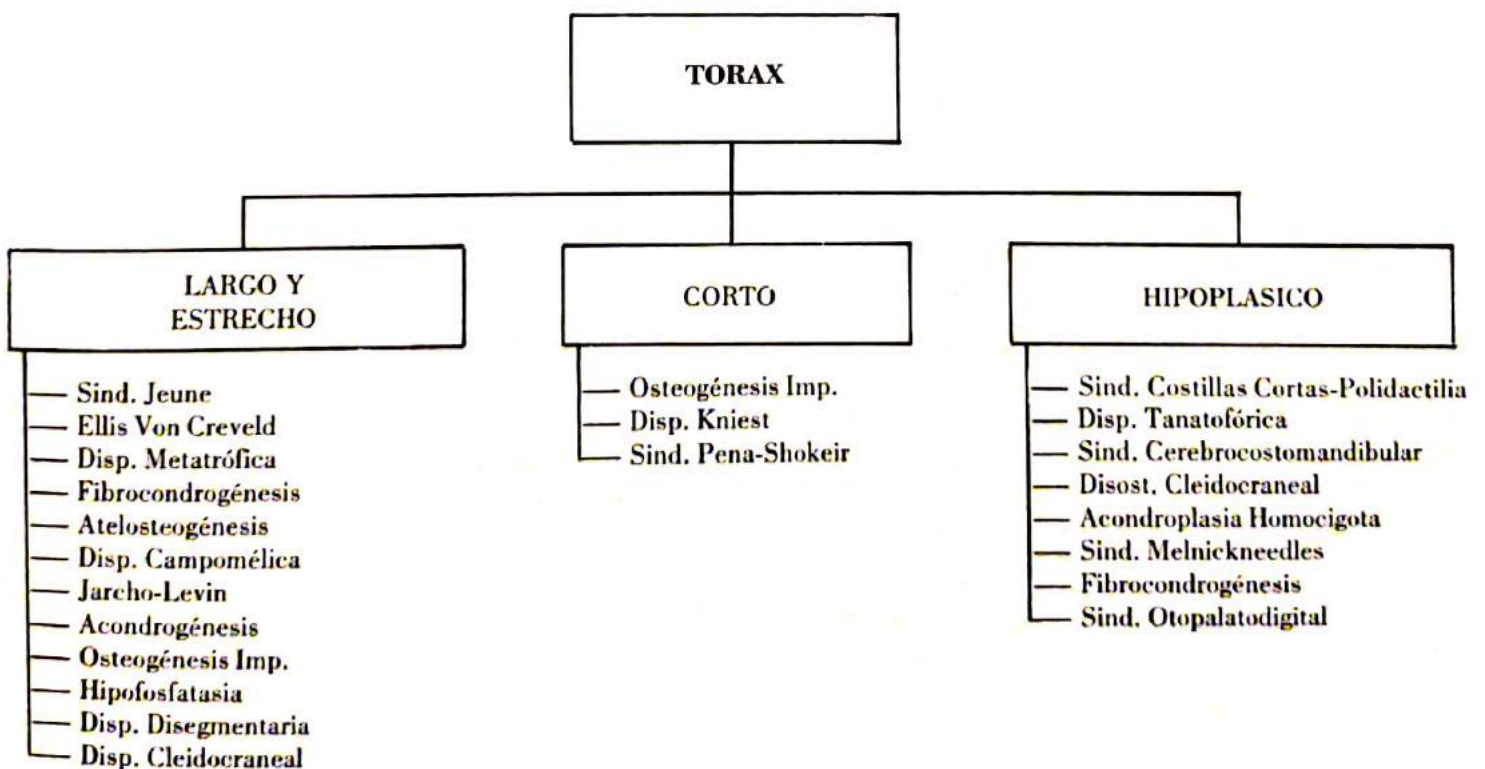 TORAX
LARGO Y
ESTRECHO
Sind. Jeune
Ellis Von Creveld
Disp. Metatrófica
Fibrocondrogénesis
Atelosteogénesis
Disp. Campomélica
Jarcho-Levin
Acondrogénesis
Osteogénesis Imp.
Hipofosfatasia
Disp. Disegmentaria
Disp. Cleidocraneal
CORTO
Osteogénesis Imp.
Disp. Kniest
Sind. Pena-Shokeir
HIPOPLASICO
Sind. Costillas Cortas-Polidactilia
Disp. Tanatofórica
Sind. Cerebrocostomandibular
Disost. Cleidocraneal
Acondroplasia Homocigota
Sind. Melnickneedles
Fibrocondrogénesis
Sind. Otopalatodigital